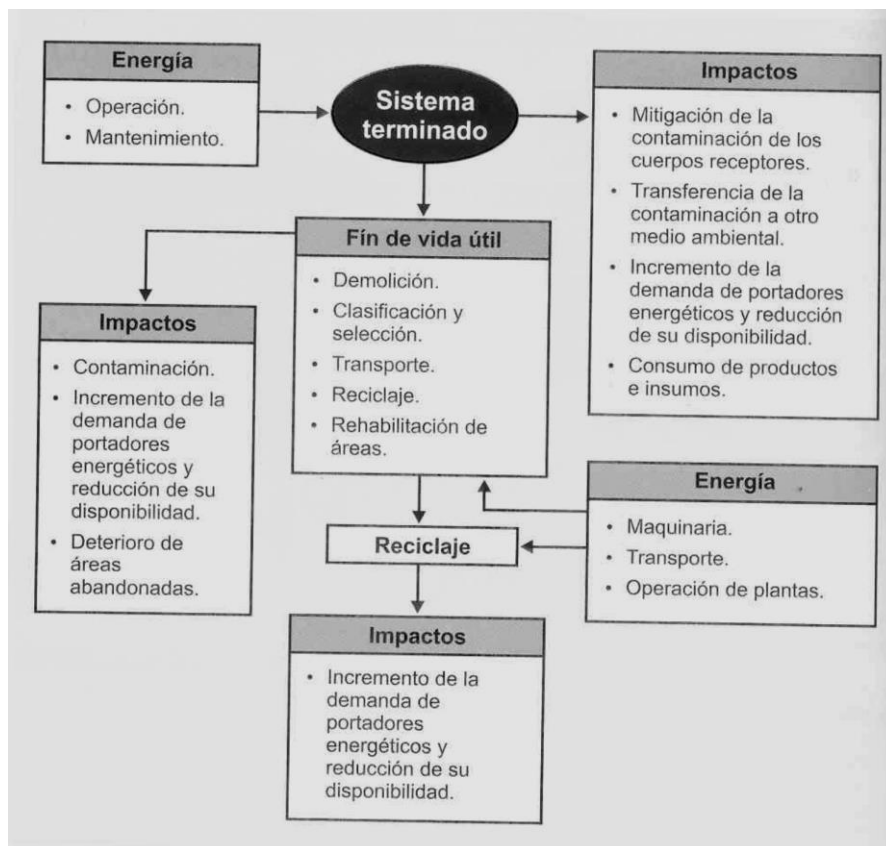 Energía
• Operación.
• Mantenimiento.
Sistema
terminado
Impactos
• Mitigación de la
contaminación de los
cuerpos receptores.
• Transferencia de la
contaminación a otro
medio ambiental.
• Incremento de la
demanda de portadores
energéticos y reducción
de su disponibilidad.
• Consumo de productos
e insumos.
Fín de vida útil
• Demolición.
• Clasificación y
selección.
• Transporte.
• Reciclaje.
• Rehabilitación de
áreas.
Impactos
• Contaminación.
• Incremento de la
demanda de
portadores
energéticos y
reducción de su
disponibilidad.
• Deterioro de
áreas
abandonadas.
Energía
• Maquinaria.
• Transporte.
• Operación de plantas.
Reciclaje
Impactos
• Incremento de la
demanda de
portadores
energéticos y
reducción de su
disponibilidad.